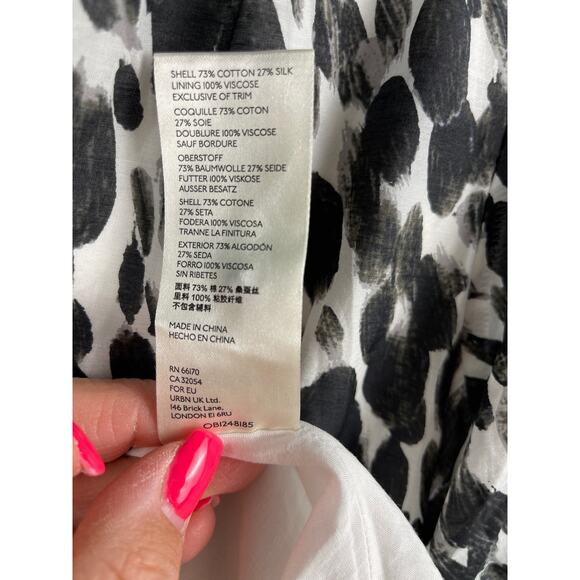 SHELL 73% COTTON 27% SILK
LINING 100% VISCOSE
EXCLUSIVE OF TRIM
COQUILLE 73% COTON
27% SOIE
DOUBLURE 100% VISCOSE
SAUF BORDURE
OBERSTOFF
73% BAUMWOLLE 27% SEIDE
FUTTER 100% VISKOSE
AUSSER BESATZ
SHELL 73% COTONE
27% SETA
FODERA 100% VISCOSA
TRANNE LA FINITURA
EXTERIOR 73% ALGODÓN
27% SEDA
FORRO 100% VISCOSA
SIN RIBETES
面料 73% 棉 27% 桑蚕丝
里料 100% 粘胶纤维
不包含辅料
MADE IN CHINA
HECHO EN CHINA
RN 66170
CA 32054
FOR EU
URBN UK Ltd.
146 Brick Lane,
LONDON E1 6RU
OB1248185